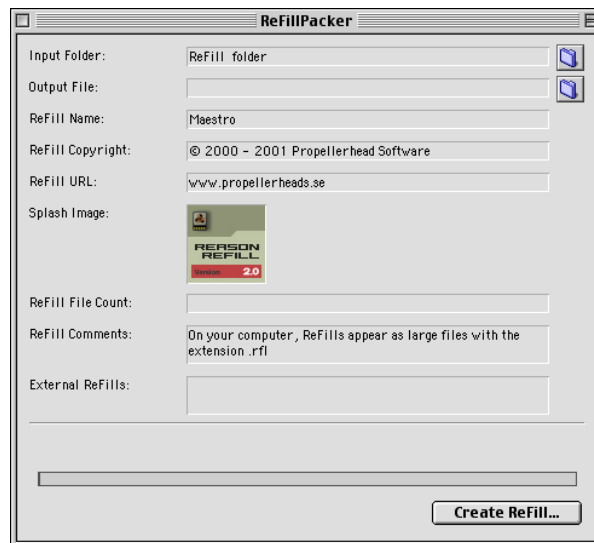 ReFillPacker
Input Folder: ReFill folder
Output File:
ReFill Name: Maestro
ReFill Copyright: © 2000 - 2001 Propellerhead Software
ReFill URL: www.propellerheads.se
Splash Image:
REASON
REFILL
Version 2.0
ReFill File Count:
ReFill Comments: On your computer, ReFills appear as large files with the
extension .rfl
External ReFills:
Create ReFill...